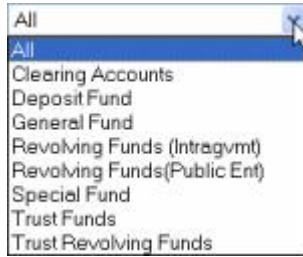 All
All
Clearing Accounts
Deposit Fund
General Fund
Revolving Funds (Intragvmt)
Revolving Funds(Public Ent)
Special Fund
Trust Funds
Trust Revolving Funds